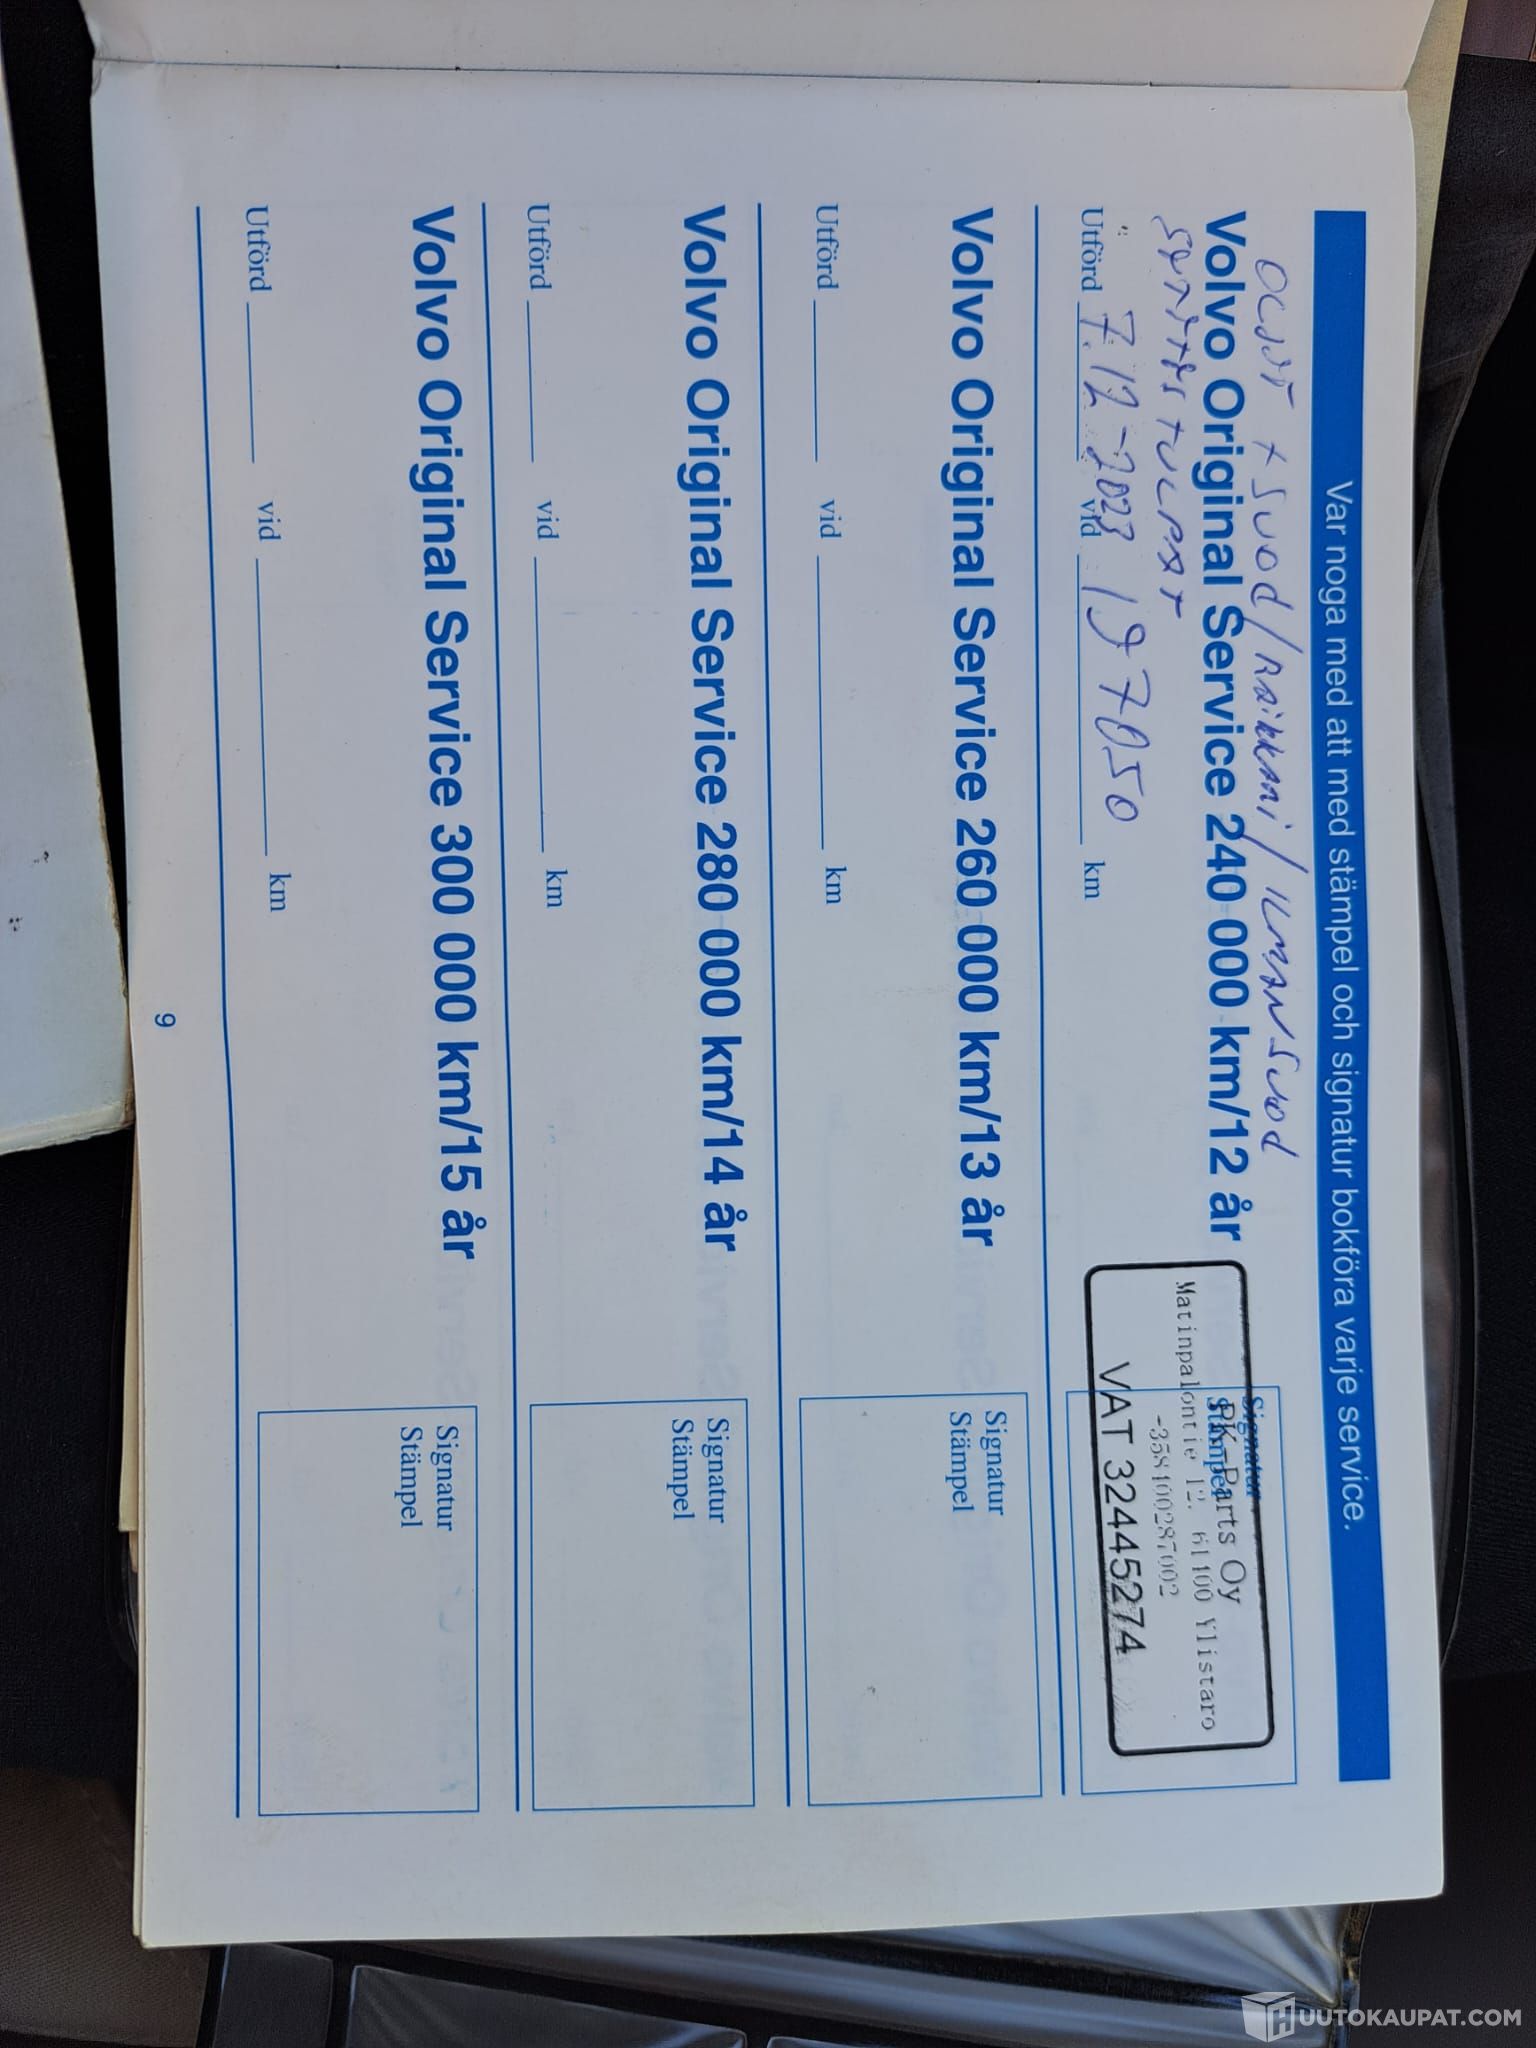 Var noga med att med stämpel och signatur bokföra varje service.
öljyt + suod/raikkani/ilmansuod
Volvo Original Service 240 000 km/12 år
sytytystulpat
Utförd 7.12-2023 vid 197050 km
Signatur
Stämpel
PK-Parts Oy
Matinpalontie 12. 61400 Ylistaro
-358400287002
VAT 32445274
Volvo Original Service 260 000 km/13 år
Utförd vid km
Signatur
Stämpel
Volvo Original Service 280 000 km/14 år
Utförd vid km
Signatur
Stämpel
Volvo Original Service 300 000 km/15 år
Utförd vid km
Signatur
Stämpel
9
HUUTOKAUPAT.COM